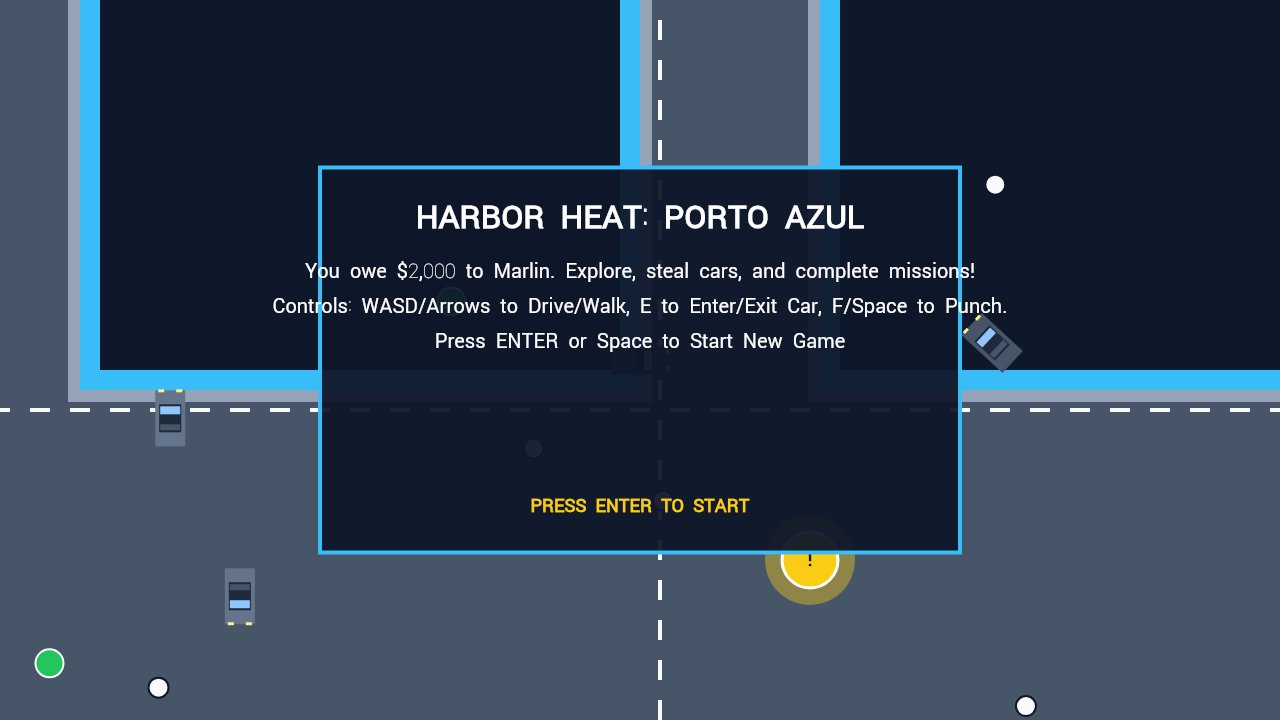 HARBOR HEAT: PORTO AZUL
You owe $2,000 to Marlin. Explore, steal cars, and complete missions!
Controls: WASD/Arrows to Drive/Walk, E to Enter/Exit Car, F/Space to Punch.
Press ENTER or Space to Start New Game
PRESS ENTER TO START
!